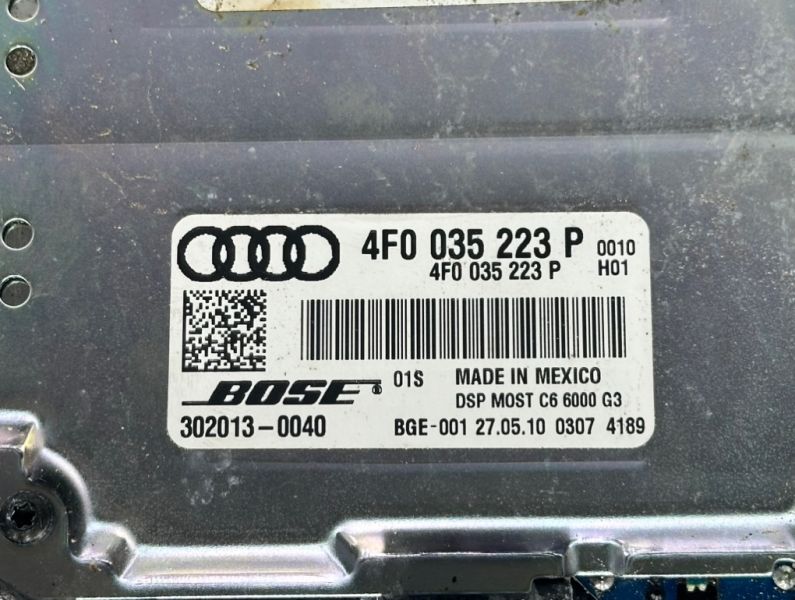 4F0 035 223 P 0010
4F0 035 223 P H01
BOSE® 01S MADE IN MEXICO
DSP MOST C6 6000 G3
302013-0040 BGE-001 27.05.10 0307 4189